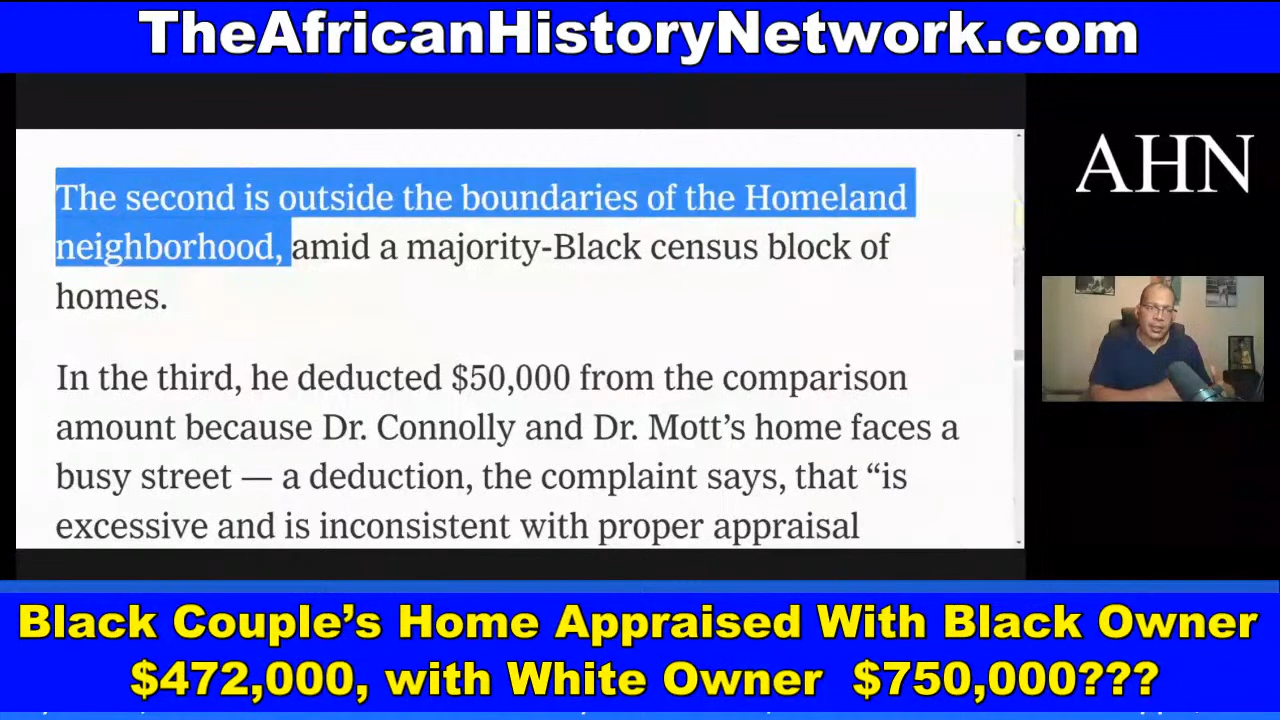 TheAfricanHistoryNetwork.com
AHN
The second is outside the boundaries of the Homeland
neighborhood, amid a majority-Black census block of
homes.
In the third, he deducted $50,000 from the comparison
amount because Dr. Connolly and Dr. Mott’s home faces a
busy street — a deduction, the complaint says, that “is
excessive and is inconsistent with proper appraisal
Black Couple’s Home Appraised With Black Owner
$472,000, with White Owner $750,000???